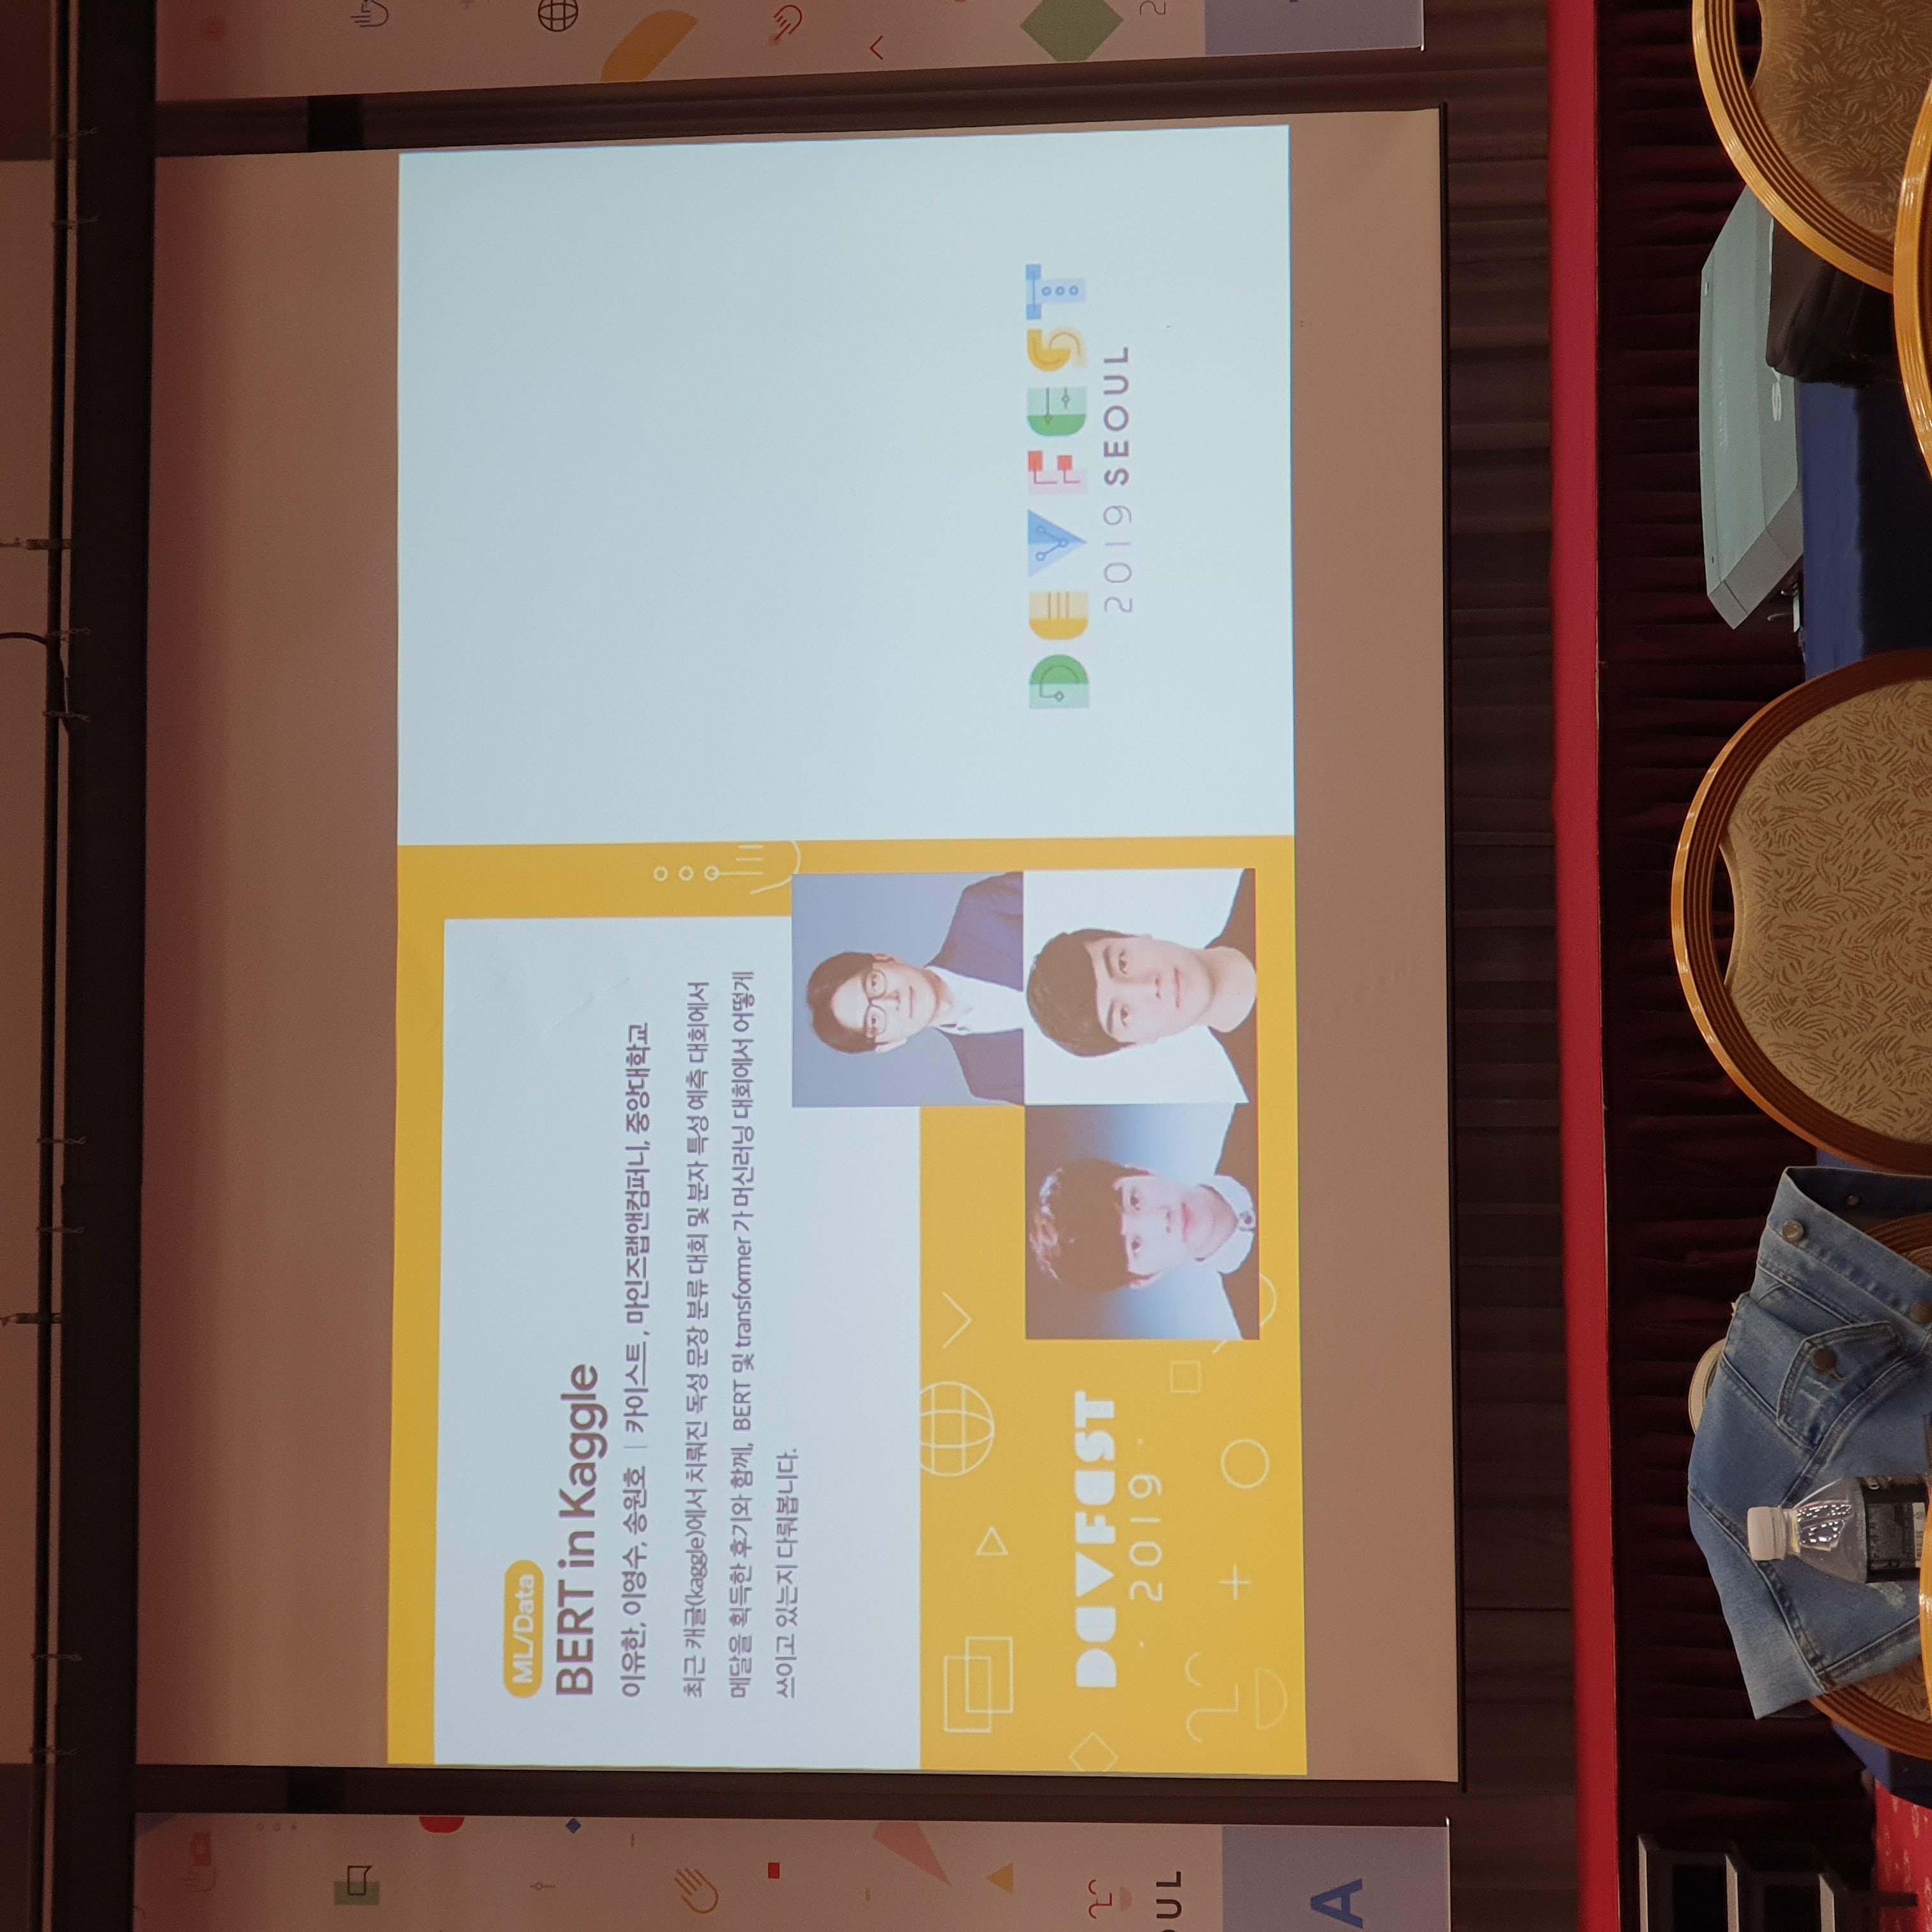 ML/Data
BERT in Kaggle
이유한, 이영수, 송원호 | 카이스트 , 마인즈랩앤컴퍼니, 중앙대학교
최근 캐글(kaggle)에서 치뤄진 독성 문장 분류 대회 및 분자 특성 예측 대회에서
메달을 획득한 후기와 함께, BERT 및 transformer 가 머신러닝 대회에서 어떻게
쓰이고 있는지 다뤄봅니다.
DEVFEST
2019
DEVFEST
2019 SEOUL
OUL
A
2